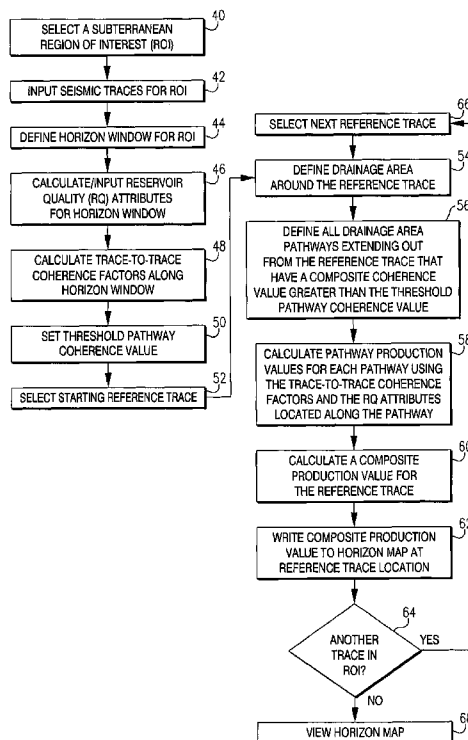 40
SELECT A SUBTERRANEAN
REGION OF INTEREST (ROI)
42
INPUT SEISMIC TRACES FOR ROI
44
DEFINE HORIZON WINDOW FOR ROI
46
CALCULATE/INPUT RESERVOIR
QUALITY (RQ) ATTRIBUTES
FOR HORIZON WINDOW
48
CALCULATE TRACE-TO-TRACE
COHERENCE FACTORS ALONG
HORIZON WINDOW
50
SET THRESHOLD PATHWAY
COHERENCE VALUE
52
SELECT STARTING REFERENCE TRACE
66
SELECT NEXT REFERENCE TRACE
54
DEFINE DRAINAGE AREA
AROUND THE REFERENCE TRACE
56
DEFINE ALL DRAINAGE AREA
PATHWAYS EXTENDING OUT
FROM THE REFERENCE TRACE THAT
HAVE A COMPOSITE COHERENCE
VALUE GREATER THAN THE THRESHOLD
PATHWAY COHERENCE VALUE
58
CALCULATE PATHWAY PRODUCTION
VALUES FOR EACH PATHWAY USING
THE TRACE-TO-TRACE COHERENCE
FACTORS AND THE RQ ATTRIBUTES
LOCATED ALONG THE PATHWAY
60
CALCULATE A COMPOSITE
PRODUCTION VALUE FOR
THE REFERENCE TRACE
62
WRITE COMPOSITE PRODUCTION
VALUE TO HORIZON MAP AT
REFERENCE TRACE LOCATION
64
ANOTHER
TRACE IN
ROI?
YES
NO
68
VIEW HORIZON MAP